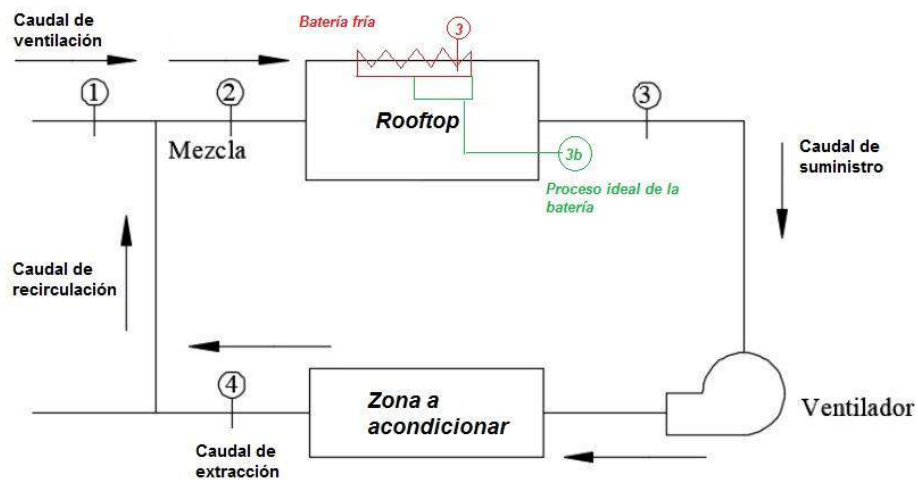 Caudal de
ventilación
Batería fría
3
1
2
3
Rooftop
Mezcla
3b
Proceso ideal de la
batería
Caudal de
suministro
Caudal de
recirculación
4
Zona a
acondicionar
Ventilador
Caudal de
extracción